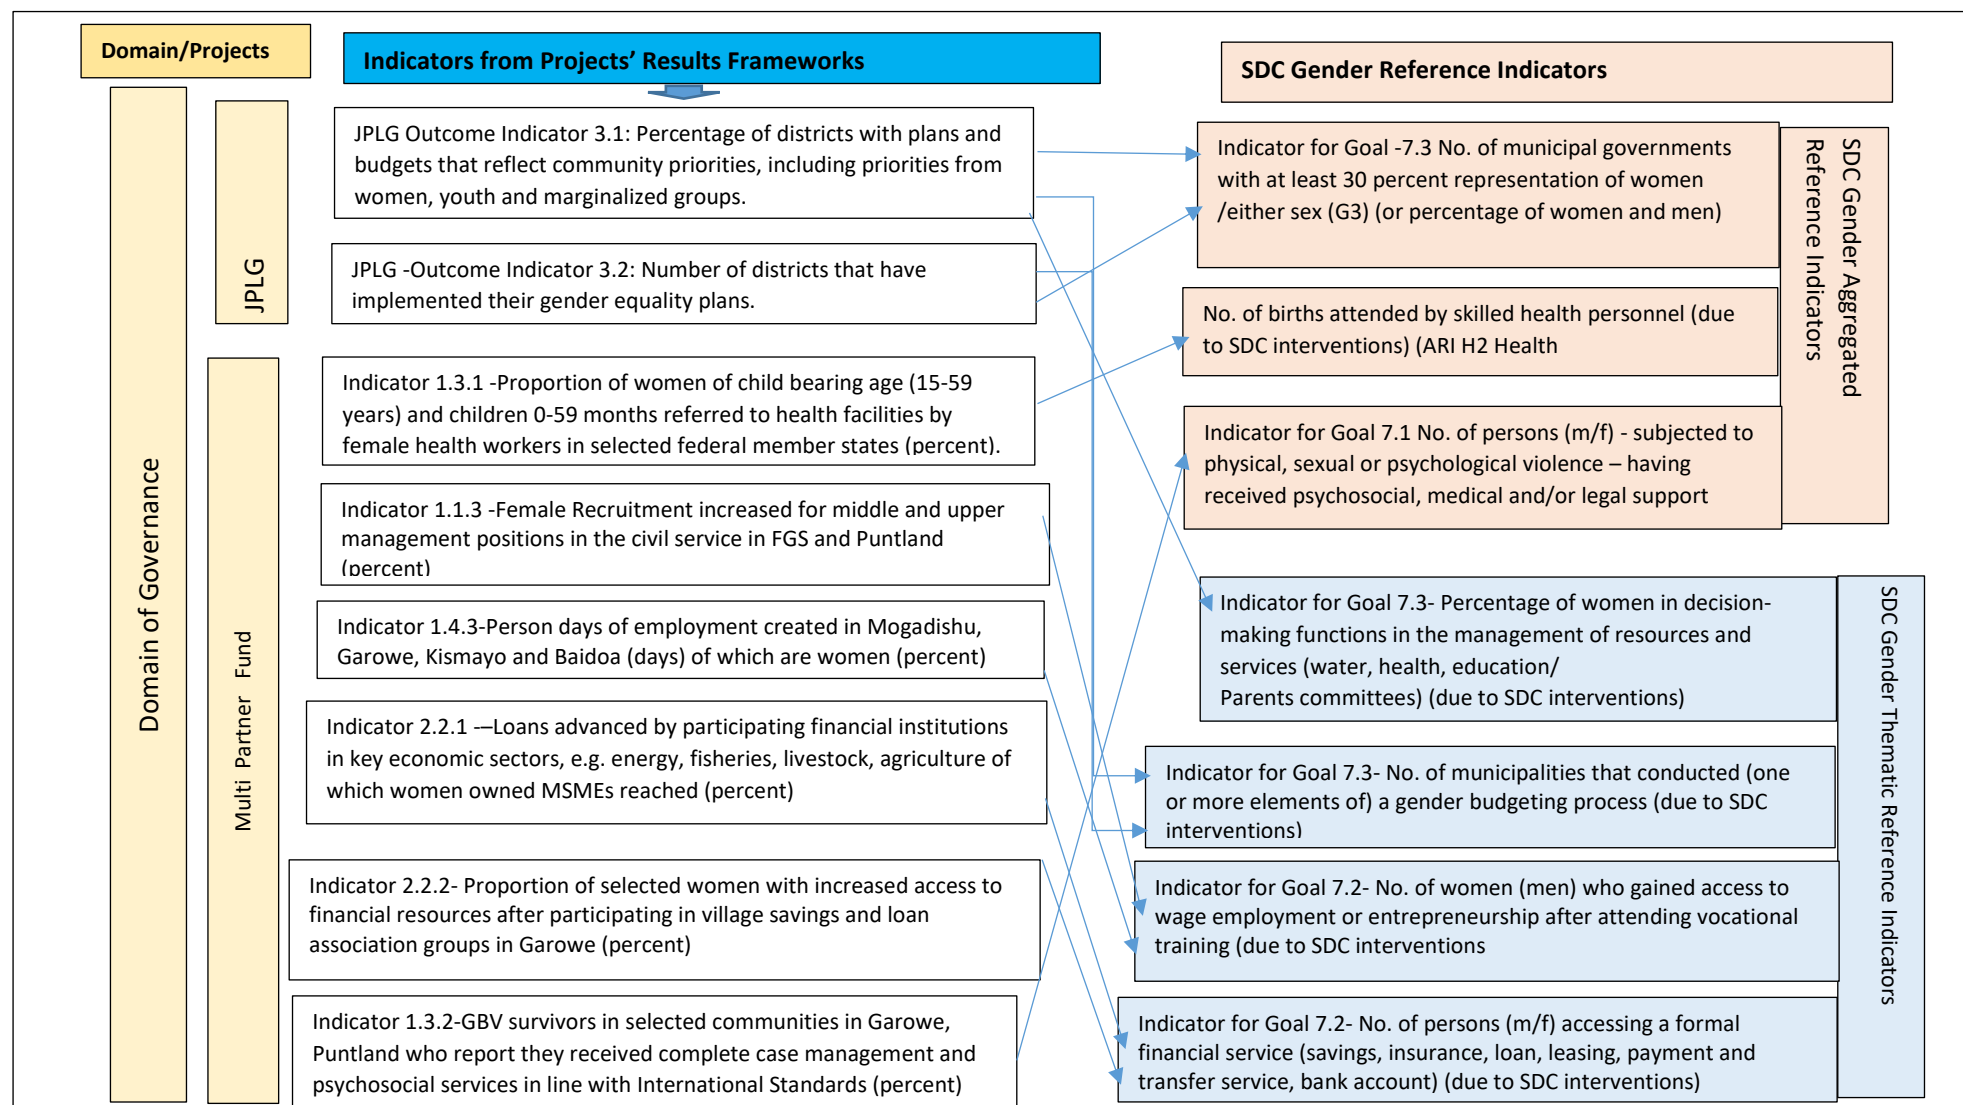 Domain/Projects
Indicators from Projects’ Results Frameworks
SDC Gender Reference Indicators
Domain of Governance
JPLG
Multi Partner Fund
JPLG Outcome Indicator 3.1: Percentage of districts with plans and
budgets that reflect community priorities, including priorities from
women, youth and marginalized groups.
JPLG -Outcome Indicator 3.2: Number of districts that have
implemented their gender equality plans.
Indicator 1.3.1 -Proportion of women of child bearing age (15-59
years) and children 0-59 months referred to health facilities by
female health workers in selected federal member states (percent).
Indicator 1.1.3 -Female Recruitment increased for middle and upper
management positions in the civil service in FGS and Puntland
(percent)
Indicator 1.4.3-Person days of employment created in Mogadishu,
Garowe, Kismayo and Baidoa (days) of which are women (percent)
Indicator 2.2.1 -–Loans advanced by participating financial institutions
in key economic sectors, e.g. energy, fisheries, livestock, agriculture of
which women owned MSMEs reached (percent)
Indicator 2.2.2- Proportion of selected women with increased access to
financial resources after participating in village savings and loan
association groups in Garowe (percent)
Indicator 1.3.2-GBV survivors in selected communities in Garowe,
Puntland who report they received complete case management and
psychosocial services in line with International Standards (percent)
Indicator for Goal -7.3 No. of municipal governments
with at least 30 percent representation of women
/either sex (G3) (or percentage of women and men)
No. of births attended by skilled health personnel (due
to SDC interventions) (ARI H2 Health
Indicator for Goal 7.1 No. of persons (m/f) - subjected to
physical, sexual or psychological violence – having
received psychosocial, medical and/or legal support
SDC Gender Aggregated
Reference Indicators
Indicator for Goal 7.3- Percentage of women in decision-
making functions in the management of resources and
services (water, health, education/
Parents committees) (due to SDC interventions)
Indicator for Goal 7.3- No. of municipalities that conducted (one
or more elements of) a gender budgeting process (due to SDC
interventions)
Indicator for Goal 7.2- No. of women (men) who gained access to
wage employment or entrepreneurship after attending vocational
training (due to SDC interventions
Indicator for Goal 7.2- No. of persons (m/f) accessing a formal
financial service (savings, insurance, loan, leasing, payment and
transfer service, bank account) (due to SDC interventions)
SDC Gender Thematic Reference Indicators